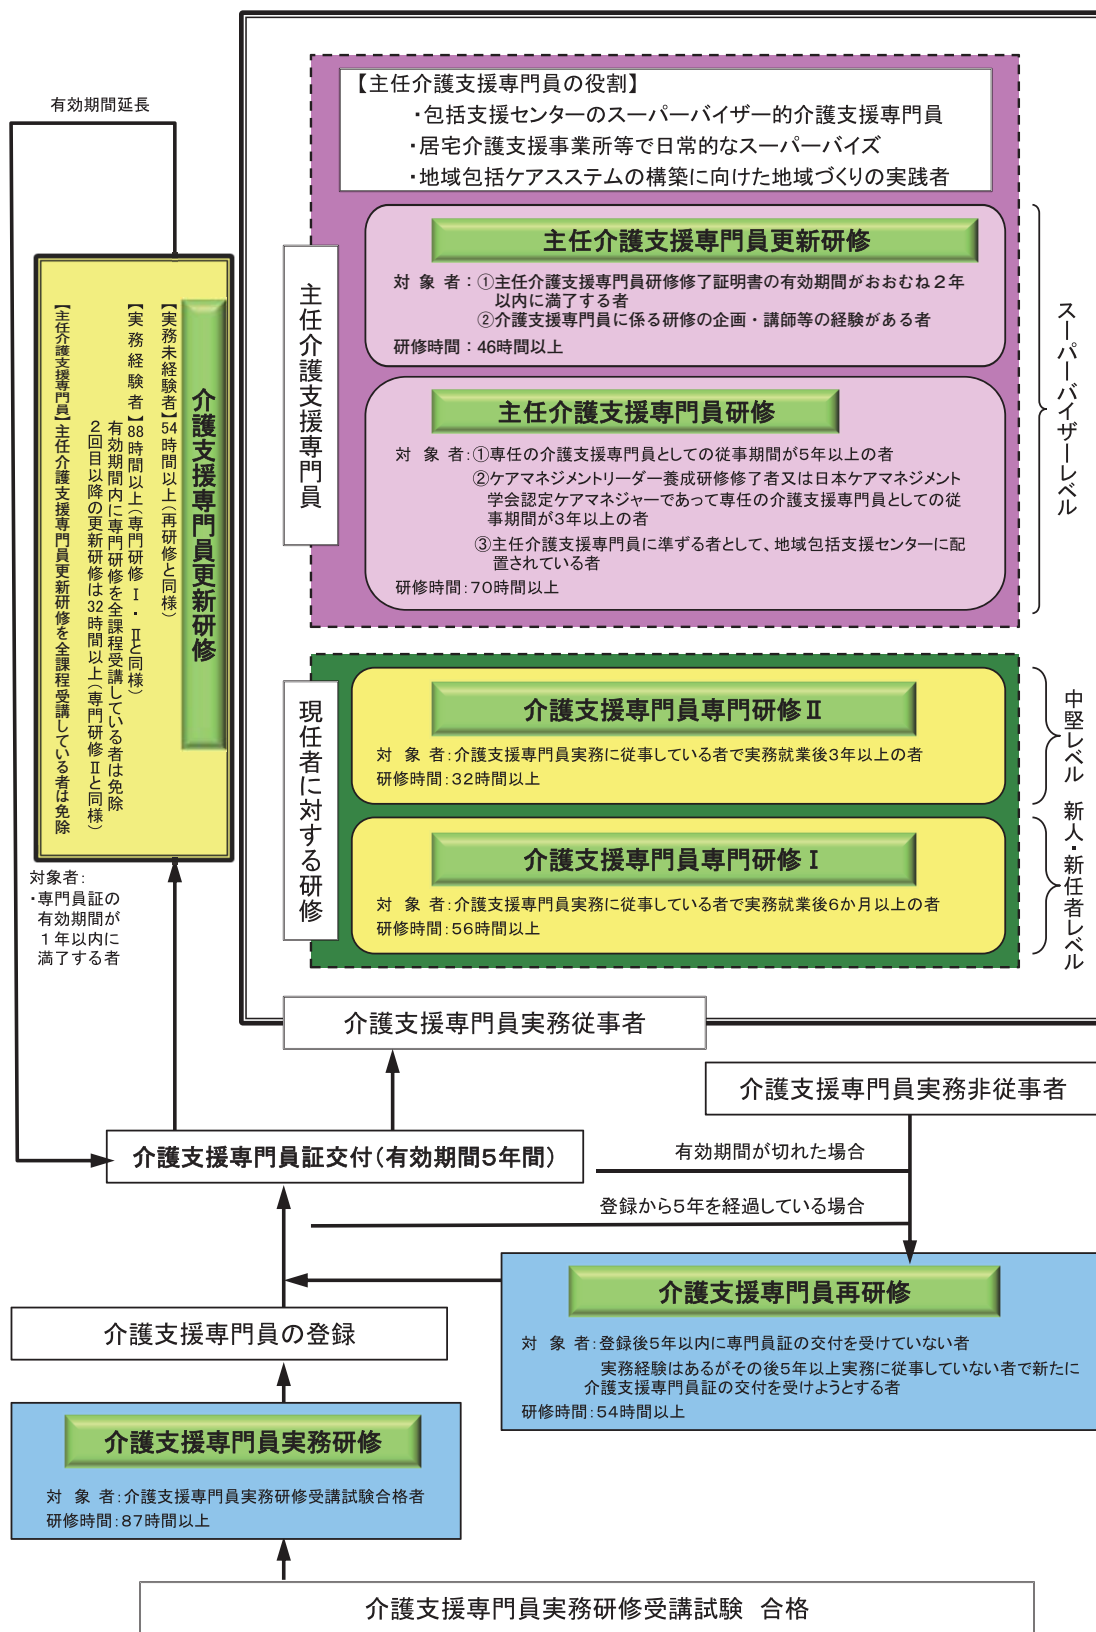 有効期間延長
【主任介護支援専門員の役割】
・包括支援センターのスーパーバイザー的介護支援専門員
・居宅介護支援事業所等で日常的なスーパーバイズ
・地域包括ケアスステムの構築に向けた地域づくりの実践者
主任介護支援専門員
主任介護支援専門員更新研修
対 象 者：①主任介護支援専門員研修修了証明書の有効期間がおおむね２年
以内に満了する者
②介護支援専門員に係る研修の企画・講師等の経験がある者
研修時間：46時間以上
主任介護支援専門員研修
対 象 者：①専任の介護支援専門員としての従事期間が5年以上の者
②ケアマネジメントリーダー養成研修修了者又は日本ケアマネジメント
学会認定ケアマネジャーであって専任の介護支援専門員としての従
事期間が3年以上の者
③主任介護支援専門員に準ずる者として、地域包括支援センターに配
置されている者
研修時間：70時間以上
スーパーバイザーレベル
介護支援専門員更新研修
【実務未経験者】54時間以上（再研修と同様）
【実務経験者】88時間以上（専門研修Ⅰ・Ⅱと同様）
有効期間内に専門研修を全課程受講している者は免除
２回目以降の更新研修は32時間以上（専門研修Ⅱと同様）
【主任介護支援専門員】主任介護支援専門員更新研修を全課程受講している者は免除
対象者：
・専門員証の
有効期間が
１年以内に
満了する者
現任者に対する研修
介護支援専門員専門研修Ⅱ
対 象 者：介護支援専門員実務に従事している者で実務就業後3年以上の者
研修時間：32時間以上
中堅レベル
介護支援専門員専門研修Ⅰ
対 象 者：介護支援専門員実務に従事している者で実務就業後6か月以上の者
研修時間：56時間以上
新人・新任者レベル
介護支援専門員実務従事者
介護支援専門員実務非従事者
介護支援専門員証交付（有効期間5年間）
有効期間が切れた場合
登録から5年を経過している場合
介護支援専門員再研修
対 象 者：登録後5年以内に専門員証の交付を受けていない者
実務経験はあるがその後5年以上実務に従事していない者で新たに
介護支援専門員証の交付を受けようとする者
研修時間：54時間以上
介護支援専門員の登録
介護支援専門員実務研修
対 象 者：介護支援専門員実務研修受講試験合格者
研修時間：87時間以上
介護支援専門員実務研修受講試験 合格